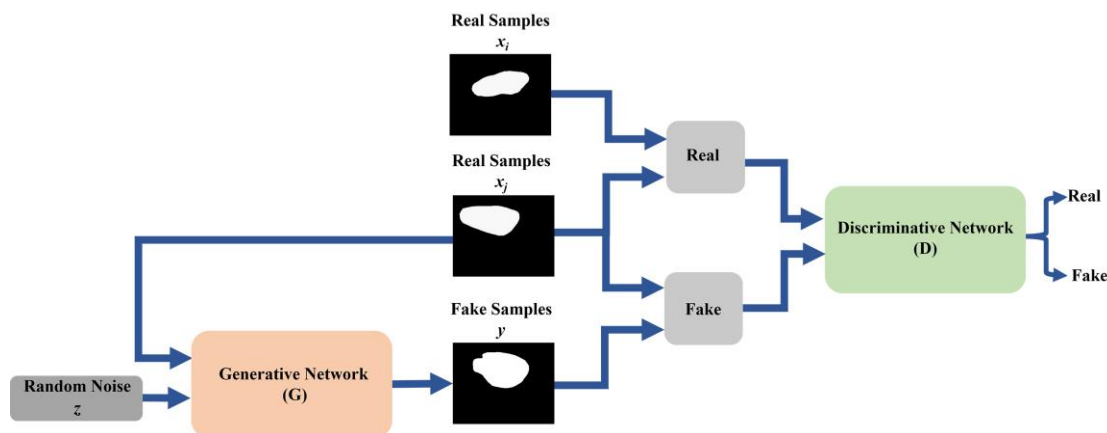 Real Samples
x_i
Real Samples
x_j
Fake Samples
y
Random Noise
z
Generative Network
(G)
Real
Fake
Discriminative Network
(D)
Real
Fake